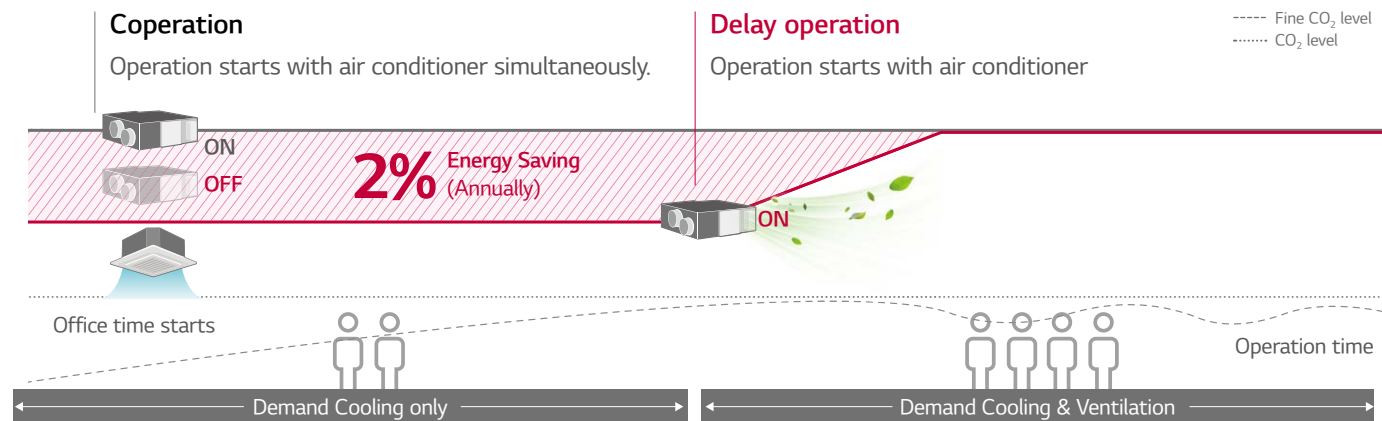 Coperation
Operation starts with air conditioner simultaneously.
Delay operation
Operation starts with air conditioner
Fine CO₂ level
CO₂ level
ON
OFF
2% Energy Saving
(Annually)
ON
Office time starts
Operation time
Demand Cooling only
Demand Cooling & Ventilation